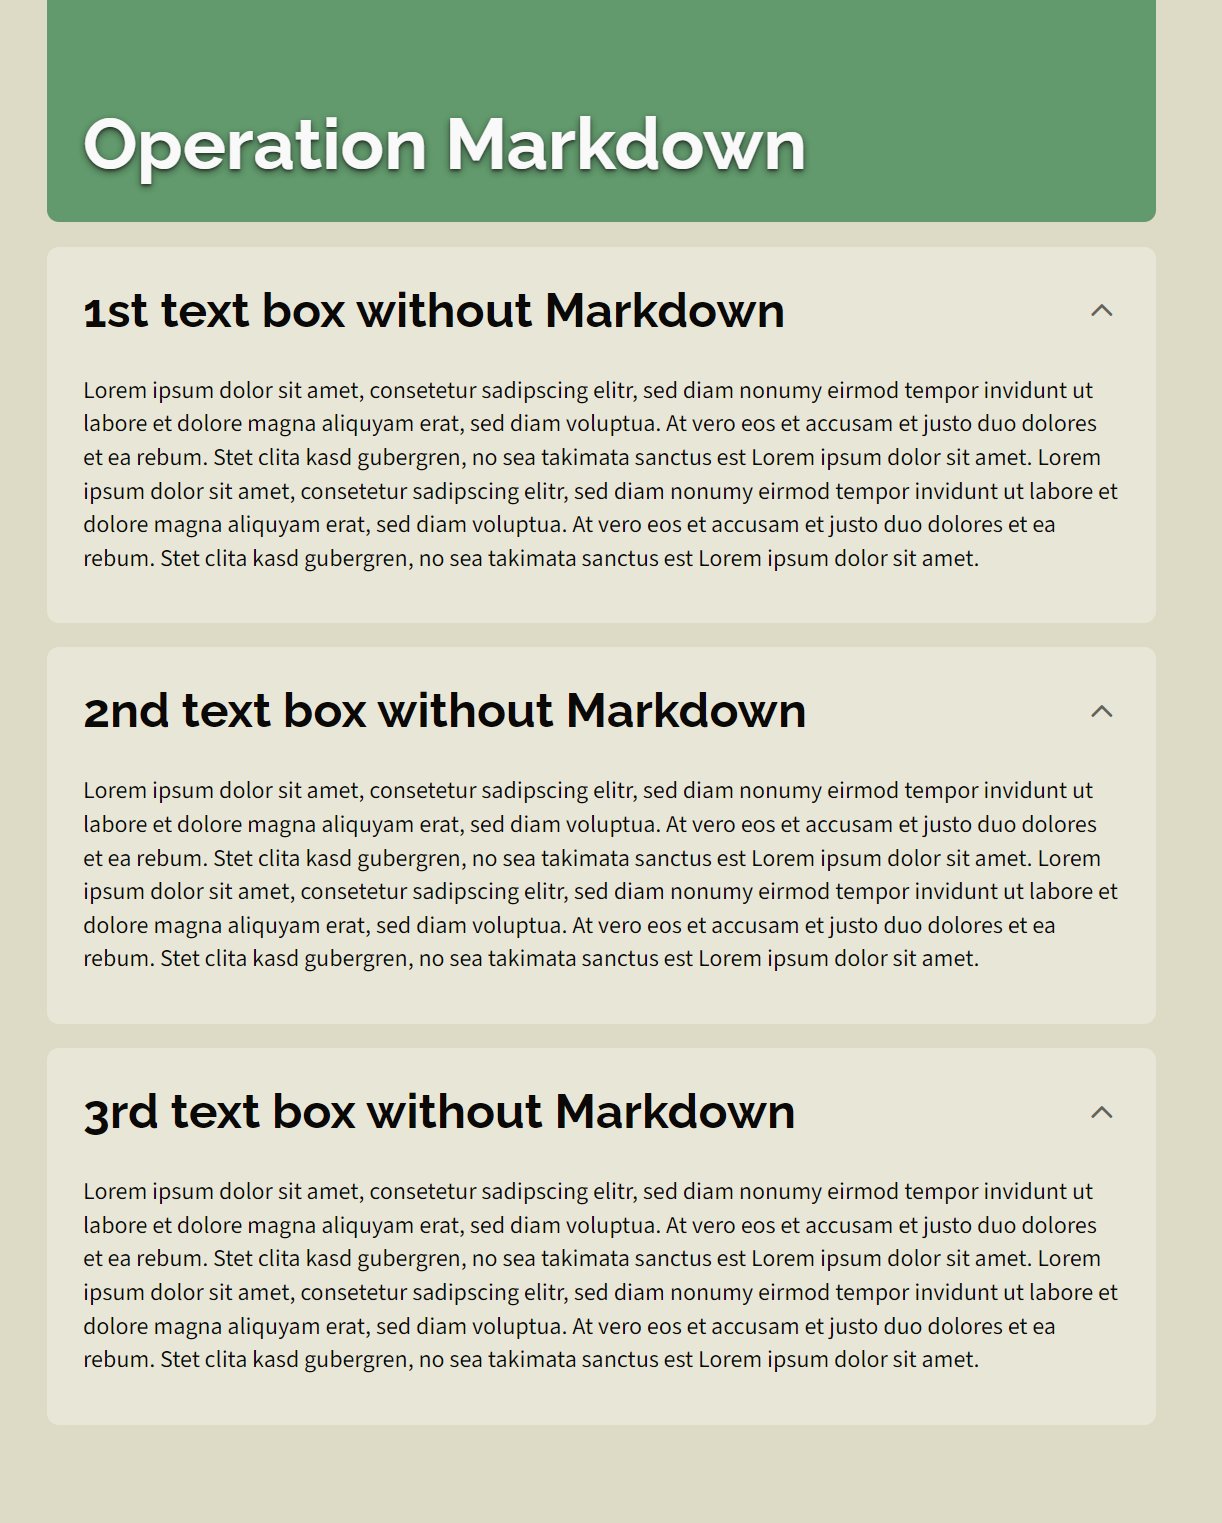 Operation Markdown
1st text box without Markdown
Lorem ipsum dolor sit amet, consetetur sadipscing elitr, sed diam nonumy eirmod tempor invidunt ut
labore et dolore magna aliquyam erat, sed diam voluptua. At vero eos et accusam et justo duo dolores
et ea rebum. Stet clita kasd gubergren, no sea takimata sanctus est Lorem ipsum dolor sit amet. Lorem
ipsum dolor sit amet, consetetur sadipscing elitr, sed diam nonumy eirmod tempor invidunt ut labore et
dolore magna aliquyam erat, sed diam voluptua. At vero eos et accusam et justo duo dolores et ea
rebum. Stet clita kasd gubergren, no sea takimata sanctus est Lorem ipsum dolor sit amet.
2nd text box without Markdown
Lorem ipsum dolor sit amet, consetetur sadipscing elitr, sed diam nonumy eirmod tempor invidunt ut
labore et dolore magna aliquyam erat, sed diam voluptua. At vero eos et accusam et justo duo dolores
et ea rebum. Stet clita kasd gubergren, no sea takimata sanctus est Lorem ipsum dolor sit amet. Lorem
ipsum dolor sit amet, consetetur sadipscing elitr, sed diam nonumy eirmod tempor invidunt ut labore et
dolore magna aliquyam erat, sed diam voluptua. At vero eos et accusam et justo duo dolores et ea
rebum. Stet clita kasd gubergren, no sea takimata sanctus est Lorem ipsum dolor sit amet.
3rd text box without Markdown
Lorem ipsum dolor sit amet, consetetur sadipscing elitr, sed diam nonumy eirmod tempor invidunt ut
labore et dolore magna aliquyam erat, sed diam voluptua. At vero eos et accusam et justo duo dolores
et ea rebum. Stet clita kasd gubergren, no sea takimata sanctus est Lorem ipsum dolor sit amet. Lorem
ipsum dolor sit amet, consetetur sadipscing elitr, sed diam nonumy eirmod tempor invidunt ut labore et
dolore magna aliquyam erat, sed diam voluptua. At vero eos et accusam et justo duo dolores et ea
rebum. Stet clita kasd gubergren, no sea takimata sanctus est Lorem ipsum dolor sit amet.